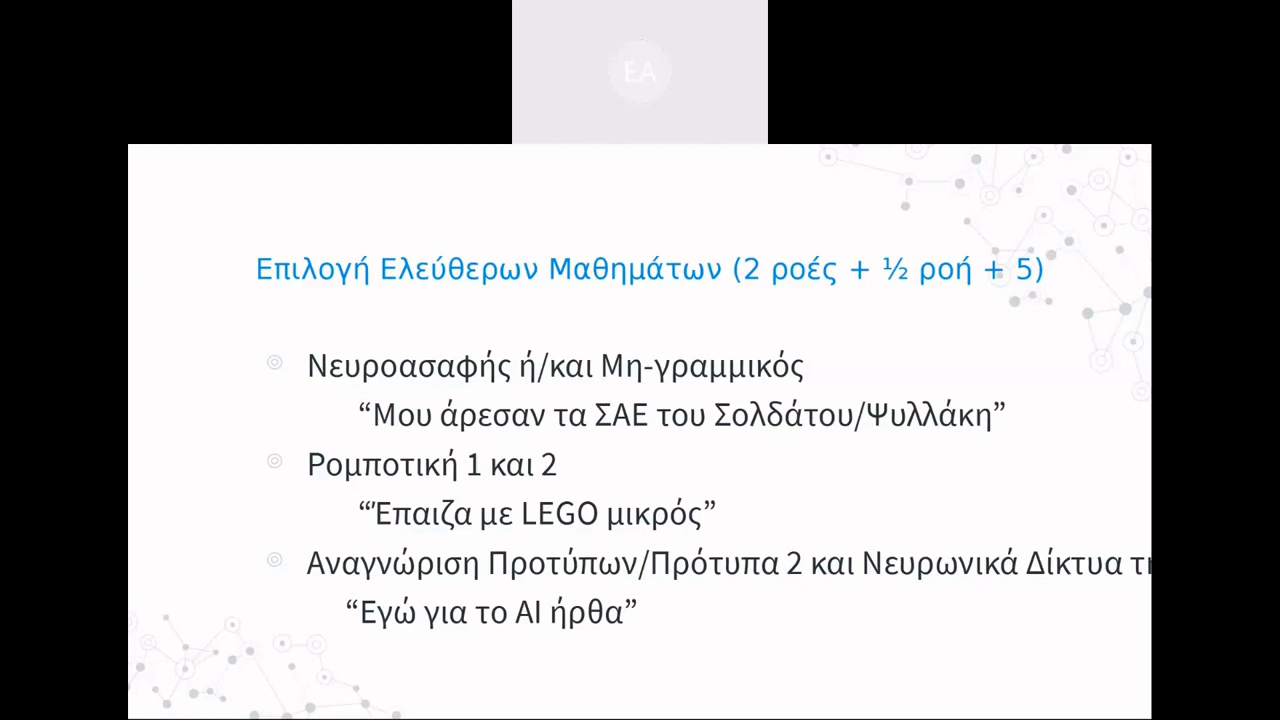 EA
Επιλογή Ελεύθερων Μαθημάτων (2 ροές + ½ ροή + 5)
Νευροασαφής ή/και Μη-γραμμικός
“Μου άρεσαν τα ΣΑΕ του Σολδάτου/Ψυλλάκη”
Ρομποτική 1 και 2
“Έπαιζα με LEGO μικρός”
Αναγνώριση Προτύπων/Πρότυπα 2 και Νευρωνικά Δίκτυα
“Εγώ για το AI ήρθα”